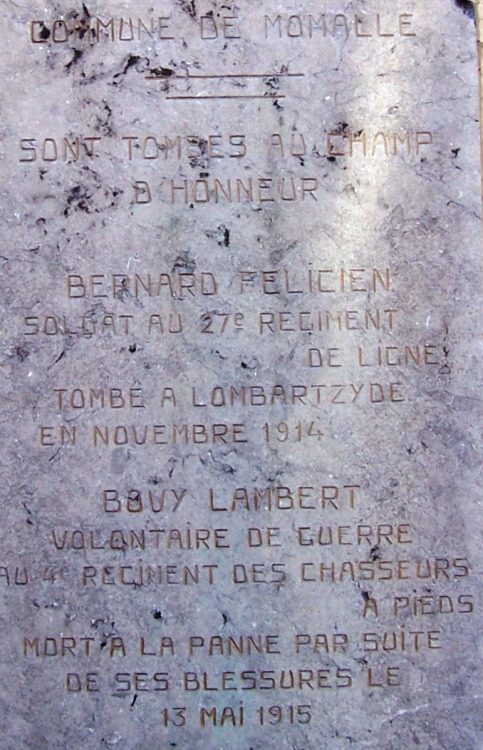 COMMUNE DE MOMALLE
SONT TOMBES AU CHAMP
D'HONNEUR
BERNARD FELICIEN
SOLDAT AU 27e REGIMENT
DE LIGNE
TOMBÉ A LOMBARTZYDE
EN NOVEMBRE 1914
BOVY LAMBERT
VOLONTAIRE DE GUERRE
AU 4e REGIMENT DES CHASSEURS
A PIEDS
MORT A LA PANNE PAR SUITE
DE SES BLESSURES LE
13 MAI 1915